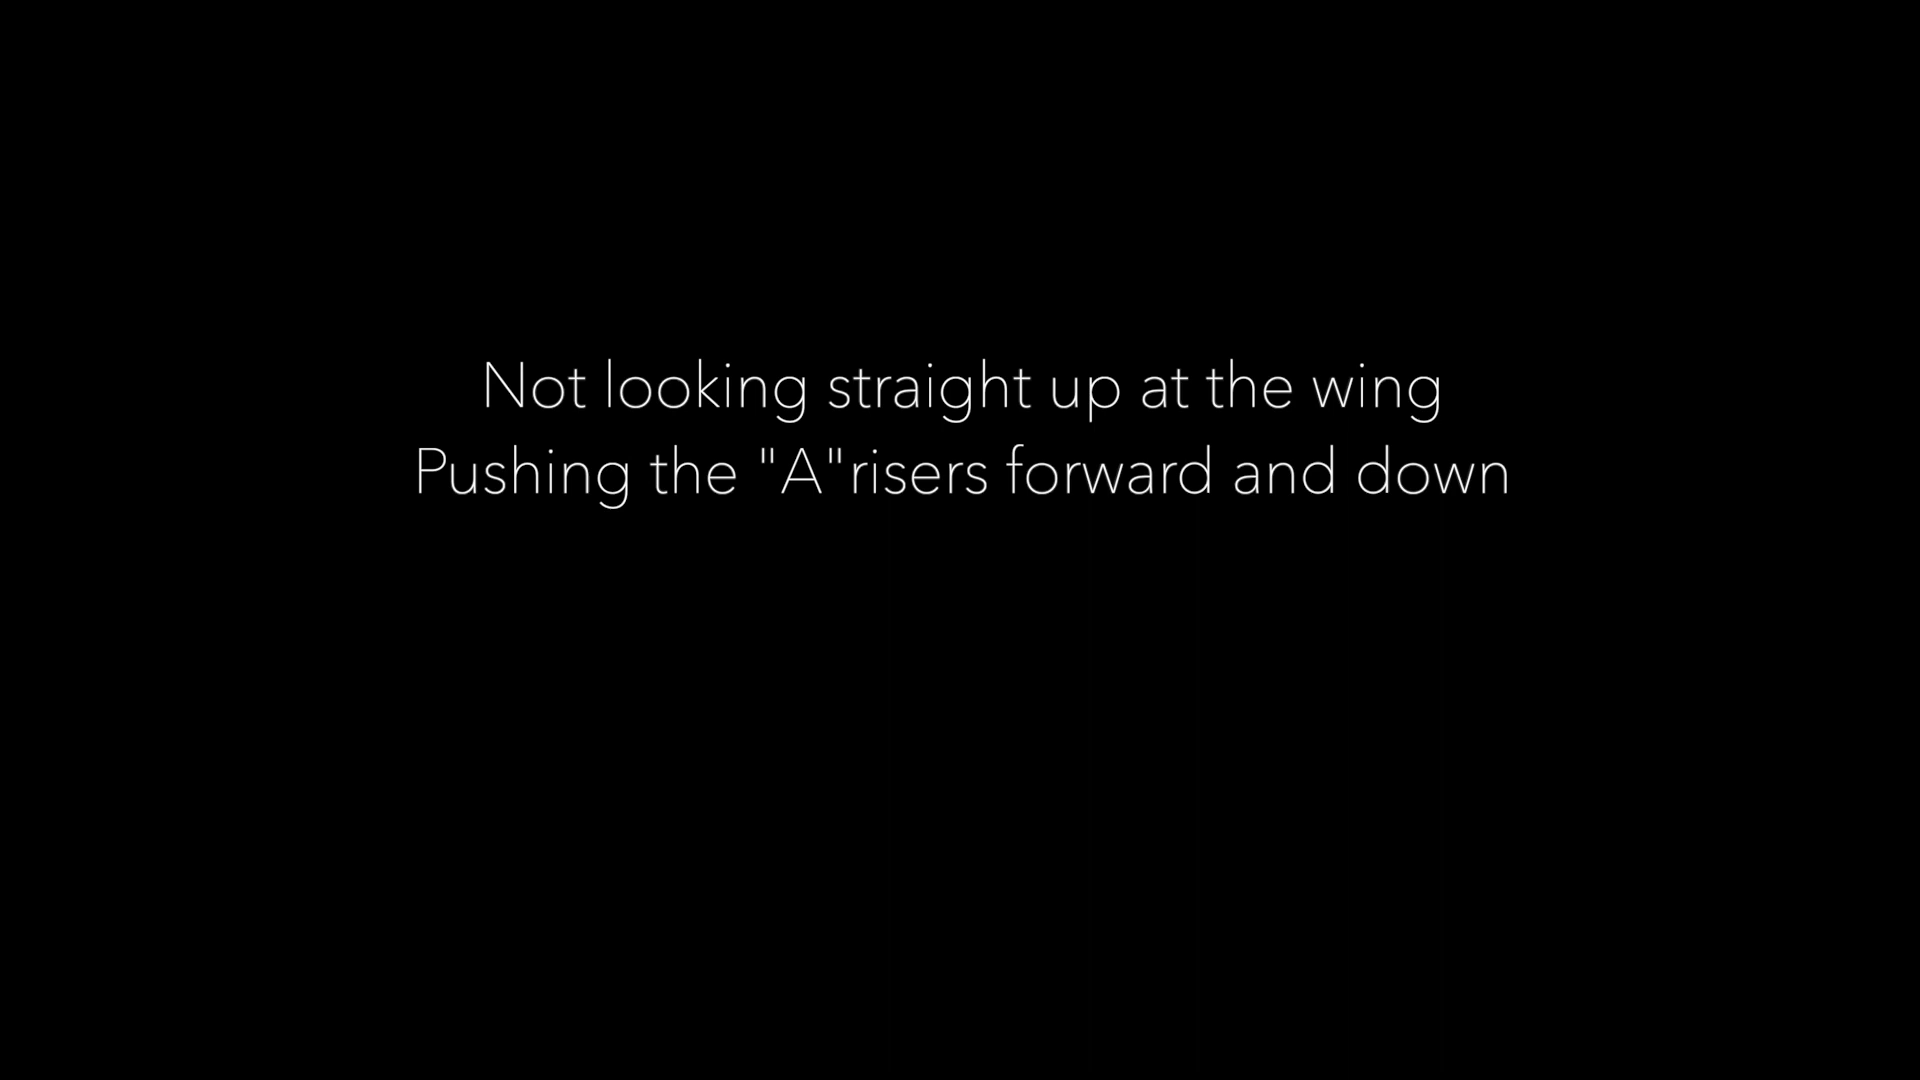 Not looking straight up at the wing
Pushing the "A"risers forward and down